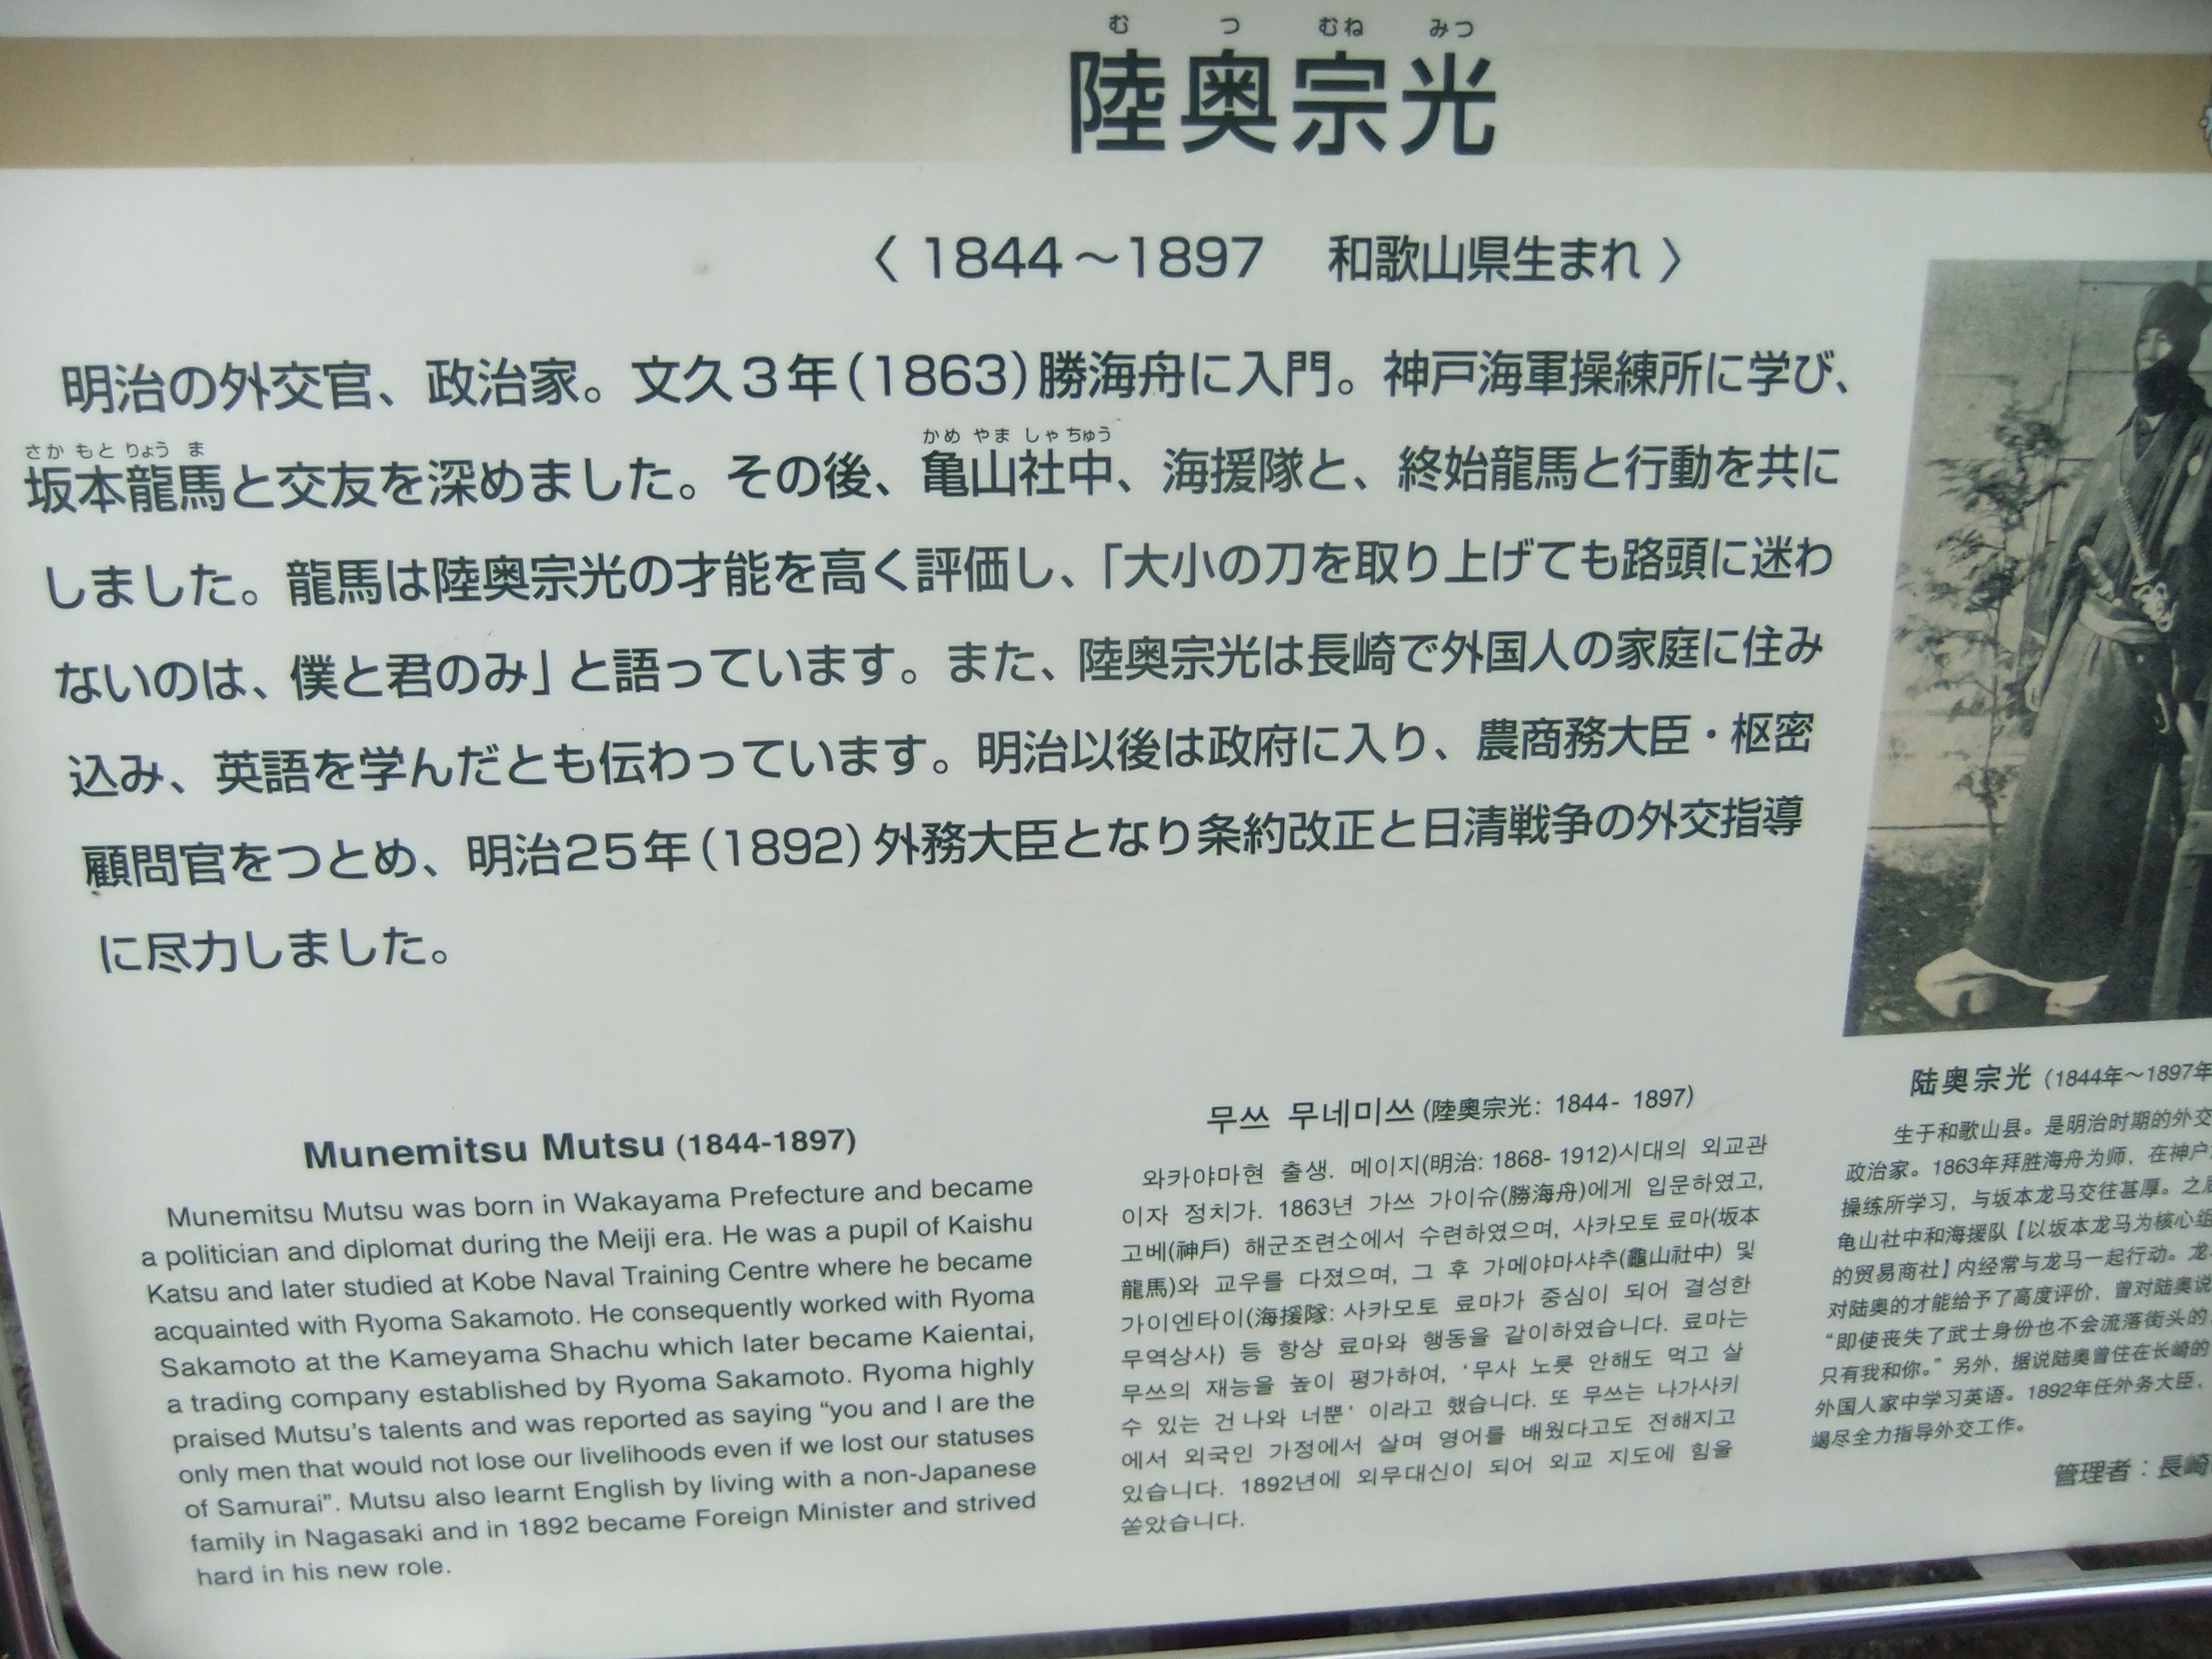 む つ むね みつ
陸奥宗光
〈 1844～1897　和歌山県生まれ 〉
明治の外交官、政治家。文久3年(1863)勝海舟に入門。神戸海軍操練所に学び、
さか もと りょう ま かめ やま しゃ ちゅう
坂本龍馬と交友を深めました。その後、亀山社中、海援隊と、終始龍馬と行動を共に
しました。龍馬は陸奥宗光の才能を高く評価し、「大小の刀を取り上げても路頭に迷わ
ないのは、僕と君のみ」と語っています。また、陸奥宗光は長崎で外国人の家庭に住み
込み、英語を学んだとも伝わっています。明治以後は政府に入り、農商務大臣・枢密
顧問官をつとめ、明治25年(1892)外務大臣となり条約改正と日清戦争の外交指導
に尽力しました。
Munemitsu Mutsu (1844-1897)
Munemitsu Mutsu was born in Wakayama Prefecture and became
a politician and diplomat during the Meiji era. He was a pupil of Kaishu
Katsu and later studied at Kobe Naval Training Centre where he became
acquainted with Ryoma Sakamoto. He consequently worked with Ryoma
Sakamoto at the Kameyama Shachu which later became Kaientai,
a trading company established by Ryoma Sakamoto. Ryoma highly
praised Mutsu's talents and was reported as saying “you and I are the
only men that would not lose our livelihoods even if we lost our statuses
of Samurai”. Mutsu also learnt English by living with a non-Japanese
family in Nagasaki and in 1892 became Foreign Minister and strived
hard in his new role.
무쓰 무네미쓰 (陸奧宗光: 1844- 1897)
와카야마현 출생. 메이지(明治: 1868- 1912)시대의 외교관
이자 정치가. 1863년 가쓰 가이슈(勝海舟)에게 입문하였고,
고베(神戶) 해군조련소에서 수련하였으며, 사카모토 료마(坂本
龍馬)와 교우를 다졌으며, 그 후 가메야마샤추(龜山社中) 및
가이엔타이(海援隊: 사카모토 료마가 중심이 되어 결성한
무역상사) 등 항상 료마와 행동을 같이하였습니다. 료마는
무쓰의 재능을 높이 평가하여, ‘무사 노릇 안해도 먹고 살
수 있는 건 나와 너뿐’ 이라고 했습니다. 또 무쓰는 나가사키
에서 외국인 가정에서 살며 영어를 배웠다고도 전해지고
있습니다. 1892년에 외무대신이 되어 외교 지도에 힘을
쏟았습니다.
陆奥宗光 (1844年～1897年
生于和歌山县。是明治时期的外交
政治家。1863年拜胜海舟为师，在神户
操练所学习，与坂本龙马交往甚厚。之后
龟山社中和海援队【以坂本龙马为核心组
的贸易商社】内经常与龙马一起行动。龙
对陆奥的才能给予了高度评价，曾对陆奥说
“即使丧失了武士身份也不会流落街头的，
只有我和你。” 另外，据说陆奥曾住在长崎的
外国人家中学习英语。1892年任外务大臣，
竭尽全力指导外交工作。
管理者：長崎